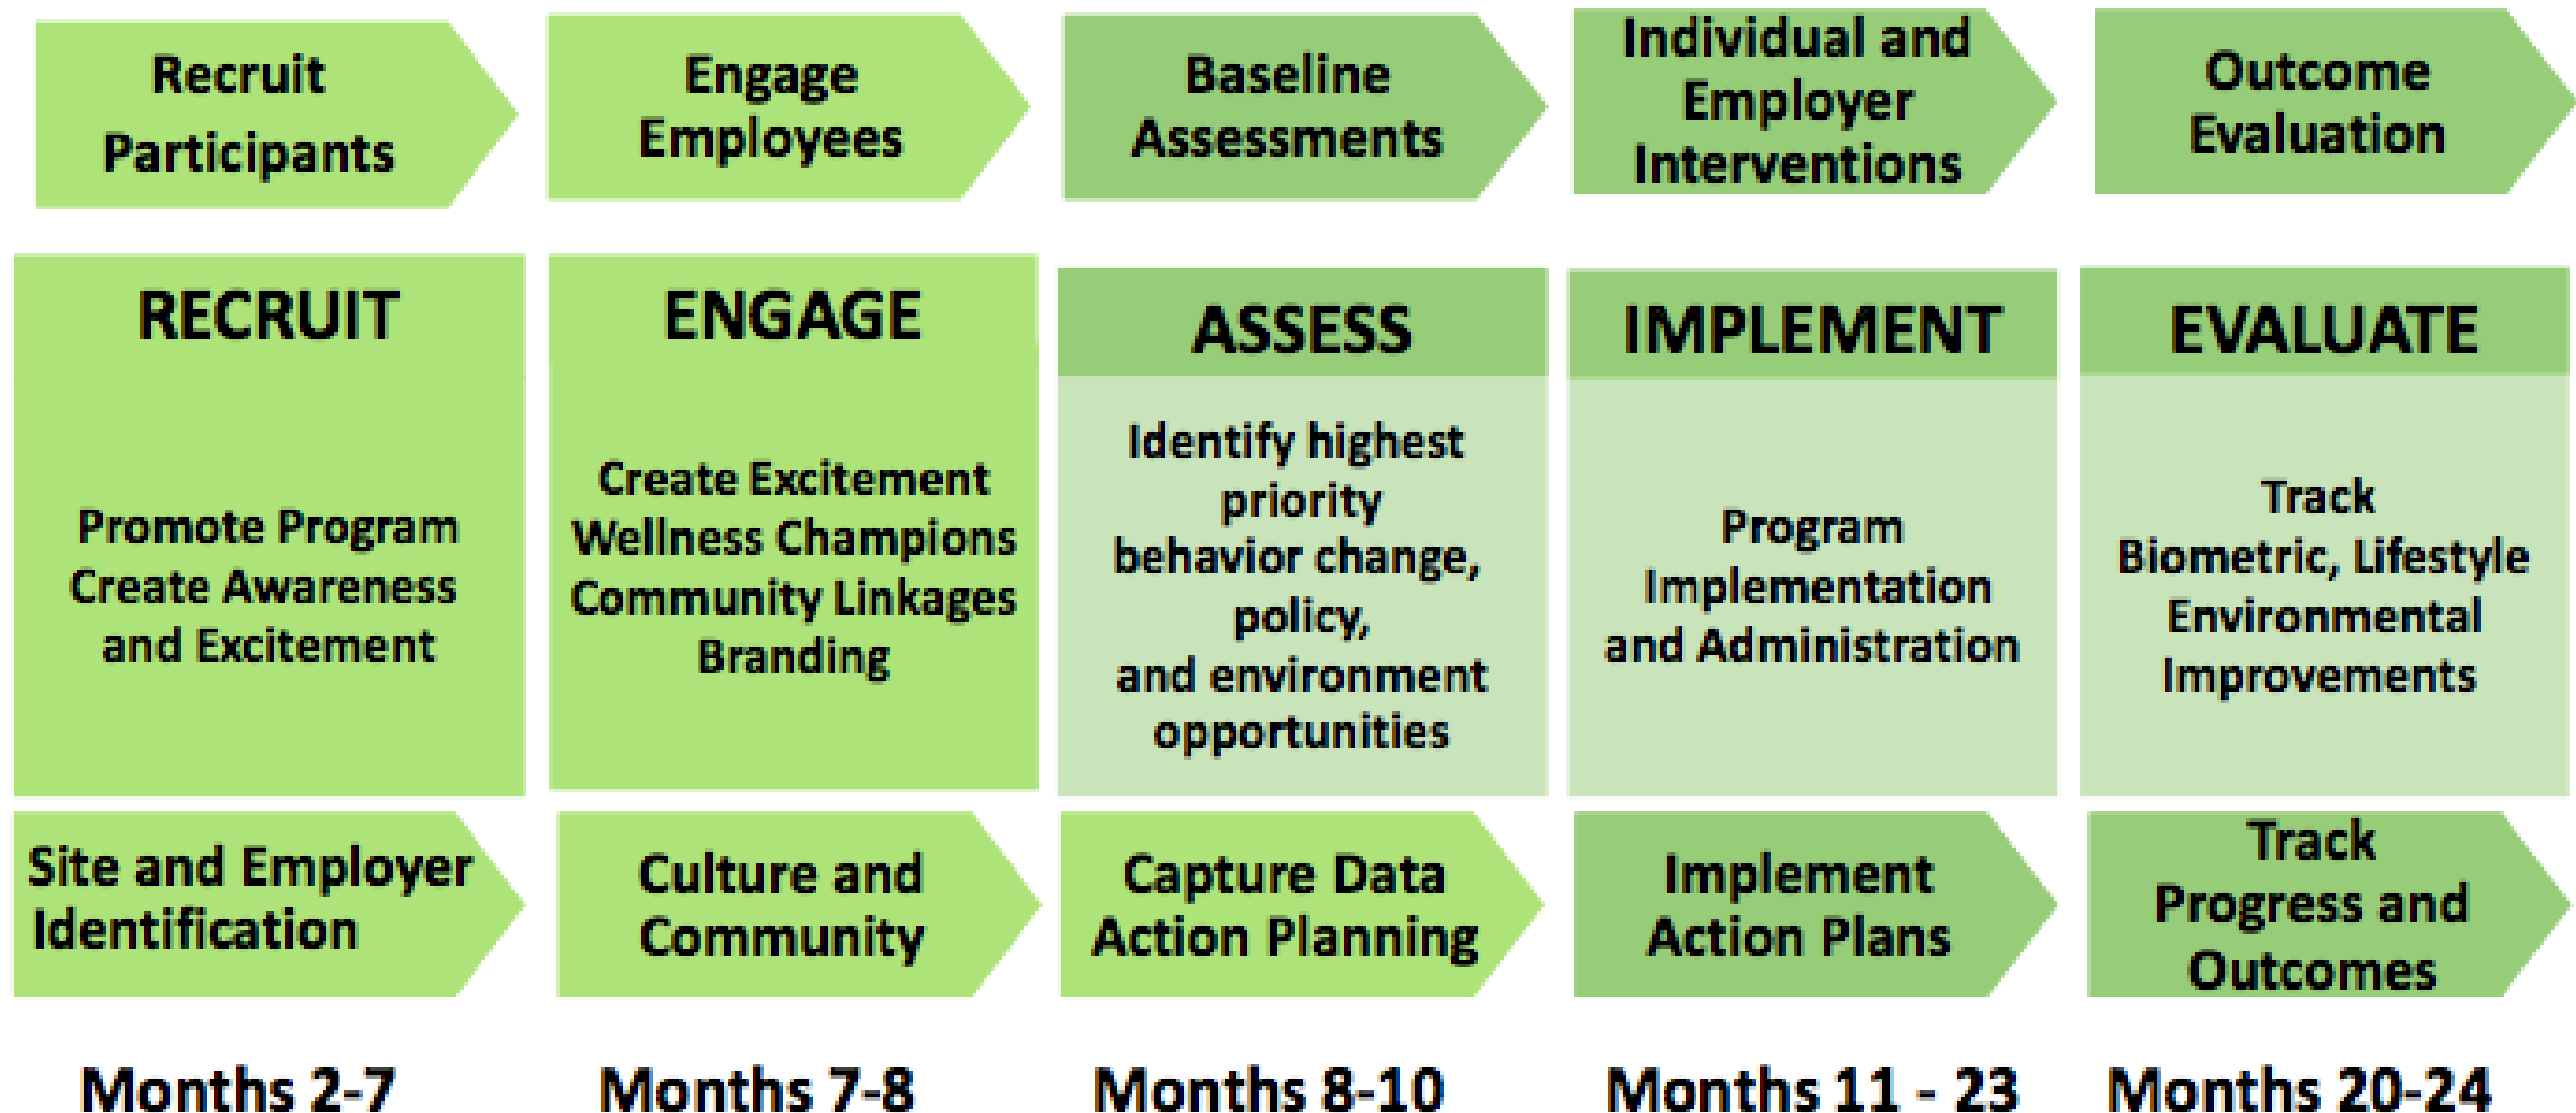 Recruit
Participants
Engage
Employees
Baseline
Assessments
Individual and
Employer
Interventions
Outcome
Evaluation
RECRUIT
Promote Program
Create Awareness
and Excitement
ENGAGE
Create Excitement
Wellness Champions
Community Linkages
Branding
ASSESS
Identify highest
priority
behavior change,
policy,
and environment
opportunities
IMPLEMENT
Program
Implementation
and Administration
EVALUATE
Track
Biometric, Lifestyle
Environmental
Improvements
Site and Employer
Identification
Culture and
Community
Capture Data
Action Planning
Implement
Action Plans
Track
Progress and
Outcomes
Months 2-7
Months 7-8
Months 8-10
Months 11 - 23
Months 20-24